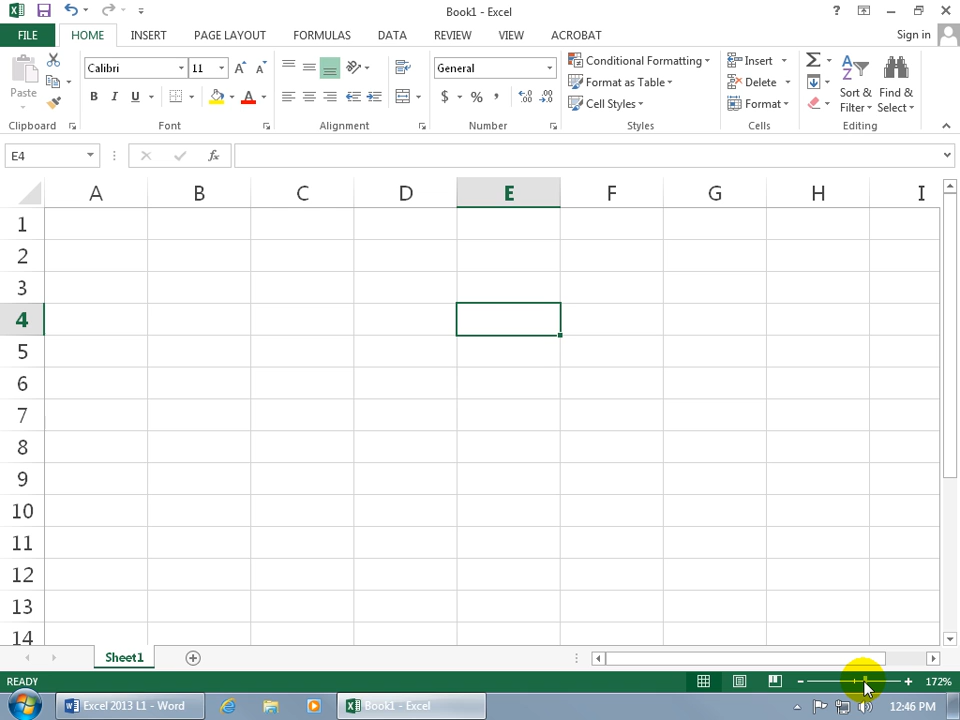 Book1 - Excel
?
FILE HOME INSERT PAGE LAYOUT FORMULAS DATA REVIEW VIEW ACROBAT Sign in
Calibri 11 General Conditional Formatting Insert Σ
Paste Format as Table Delete Sort & Find &
B I U A $ % , .0 .00 Cell Styles Format Filter Select
Clipboard Font Alignment Number Styles Cells Editing
E4 fx
A B C D E F G H I
1
2
3
4
5
6
7
8
9
10
11
12
13
14
Sheet1
READY 172%
Excel 2013 L1 - Word Book1 - Excel 12:46 PM